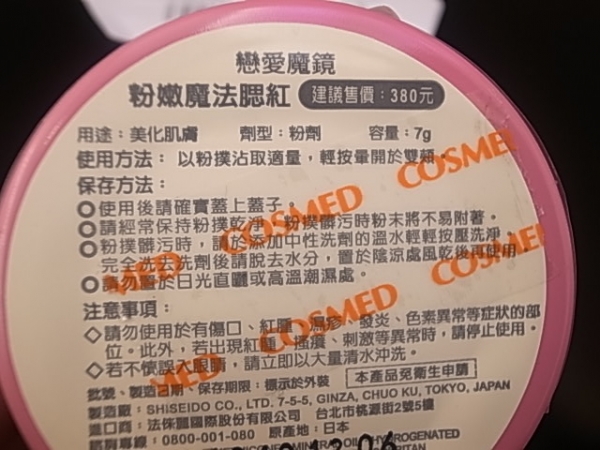 戀愛魔鏡
粉嫩魔法腮紅 建議售價：380元
用途：美化肌膚 劑型：粉劑 容量：7g
使用方法： 以粉撲沾取適量，輕按暈開於雙頰。
保存方法：
○使用後請確實蓋上蓋子。
○請經常保持粉撲乾淨，粉撲髒污時粉末將不易附著。
○粉撲髒污時，請於添加中性洗劑的溫水輕輕按壓洗淨，
完全洗去洗劑後請脫去水分，置於陰涼處風乾後再使用。
○請勿置於日光直曬或高溫潮濕處。
注意事項：
◇請勿使用於有傷口、紅腫、濕疹、發炎、色素異常等症狀的部
位。此外，若出現紅腫、搔癢、刺激等異常時，請停止使用。
◇若不慎誤入眼睛，請立即以大量清水沖洗。
批號、製造日期、保存期限：標示於外裝 本產品免衛生申請
製造廠：SHISEIDO CO., LTD. 7-5-5, GINZA, CHUO KU, TOKYO, JAPAN
進口商：法徠麗國際股份有限公司 台北市桃源街2號5樓
0800-001-080 原產地：日本
HYDROGENATED
COSMED
COSMED
MED
COSMED
COSMED
MED